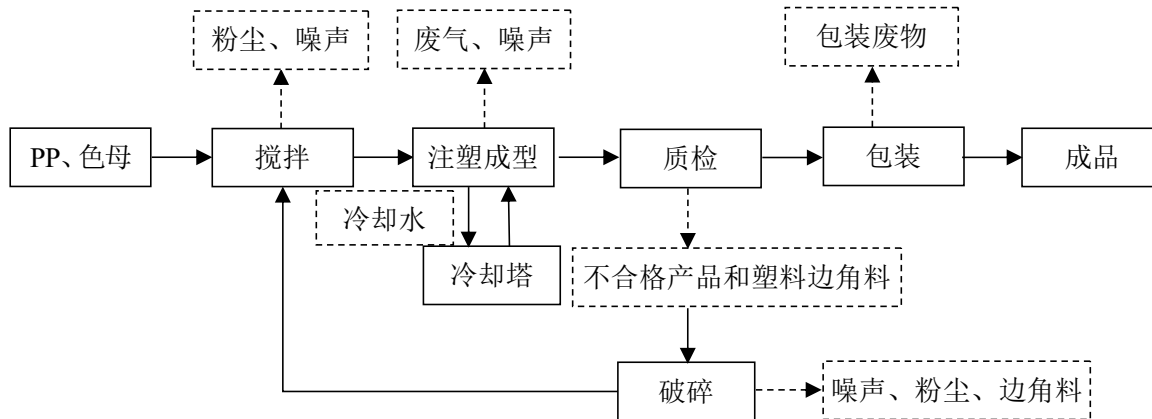 粉尘、噪声
废气、噪声
包装废物
PP、色母
搅拌
注塑成型
质检
包装
成品
冷却水
冷却塔
不合格产品和塑料边角料
破碎
噪声、粉尘、边角料